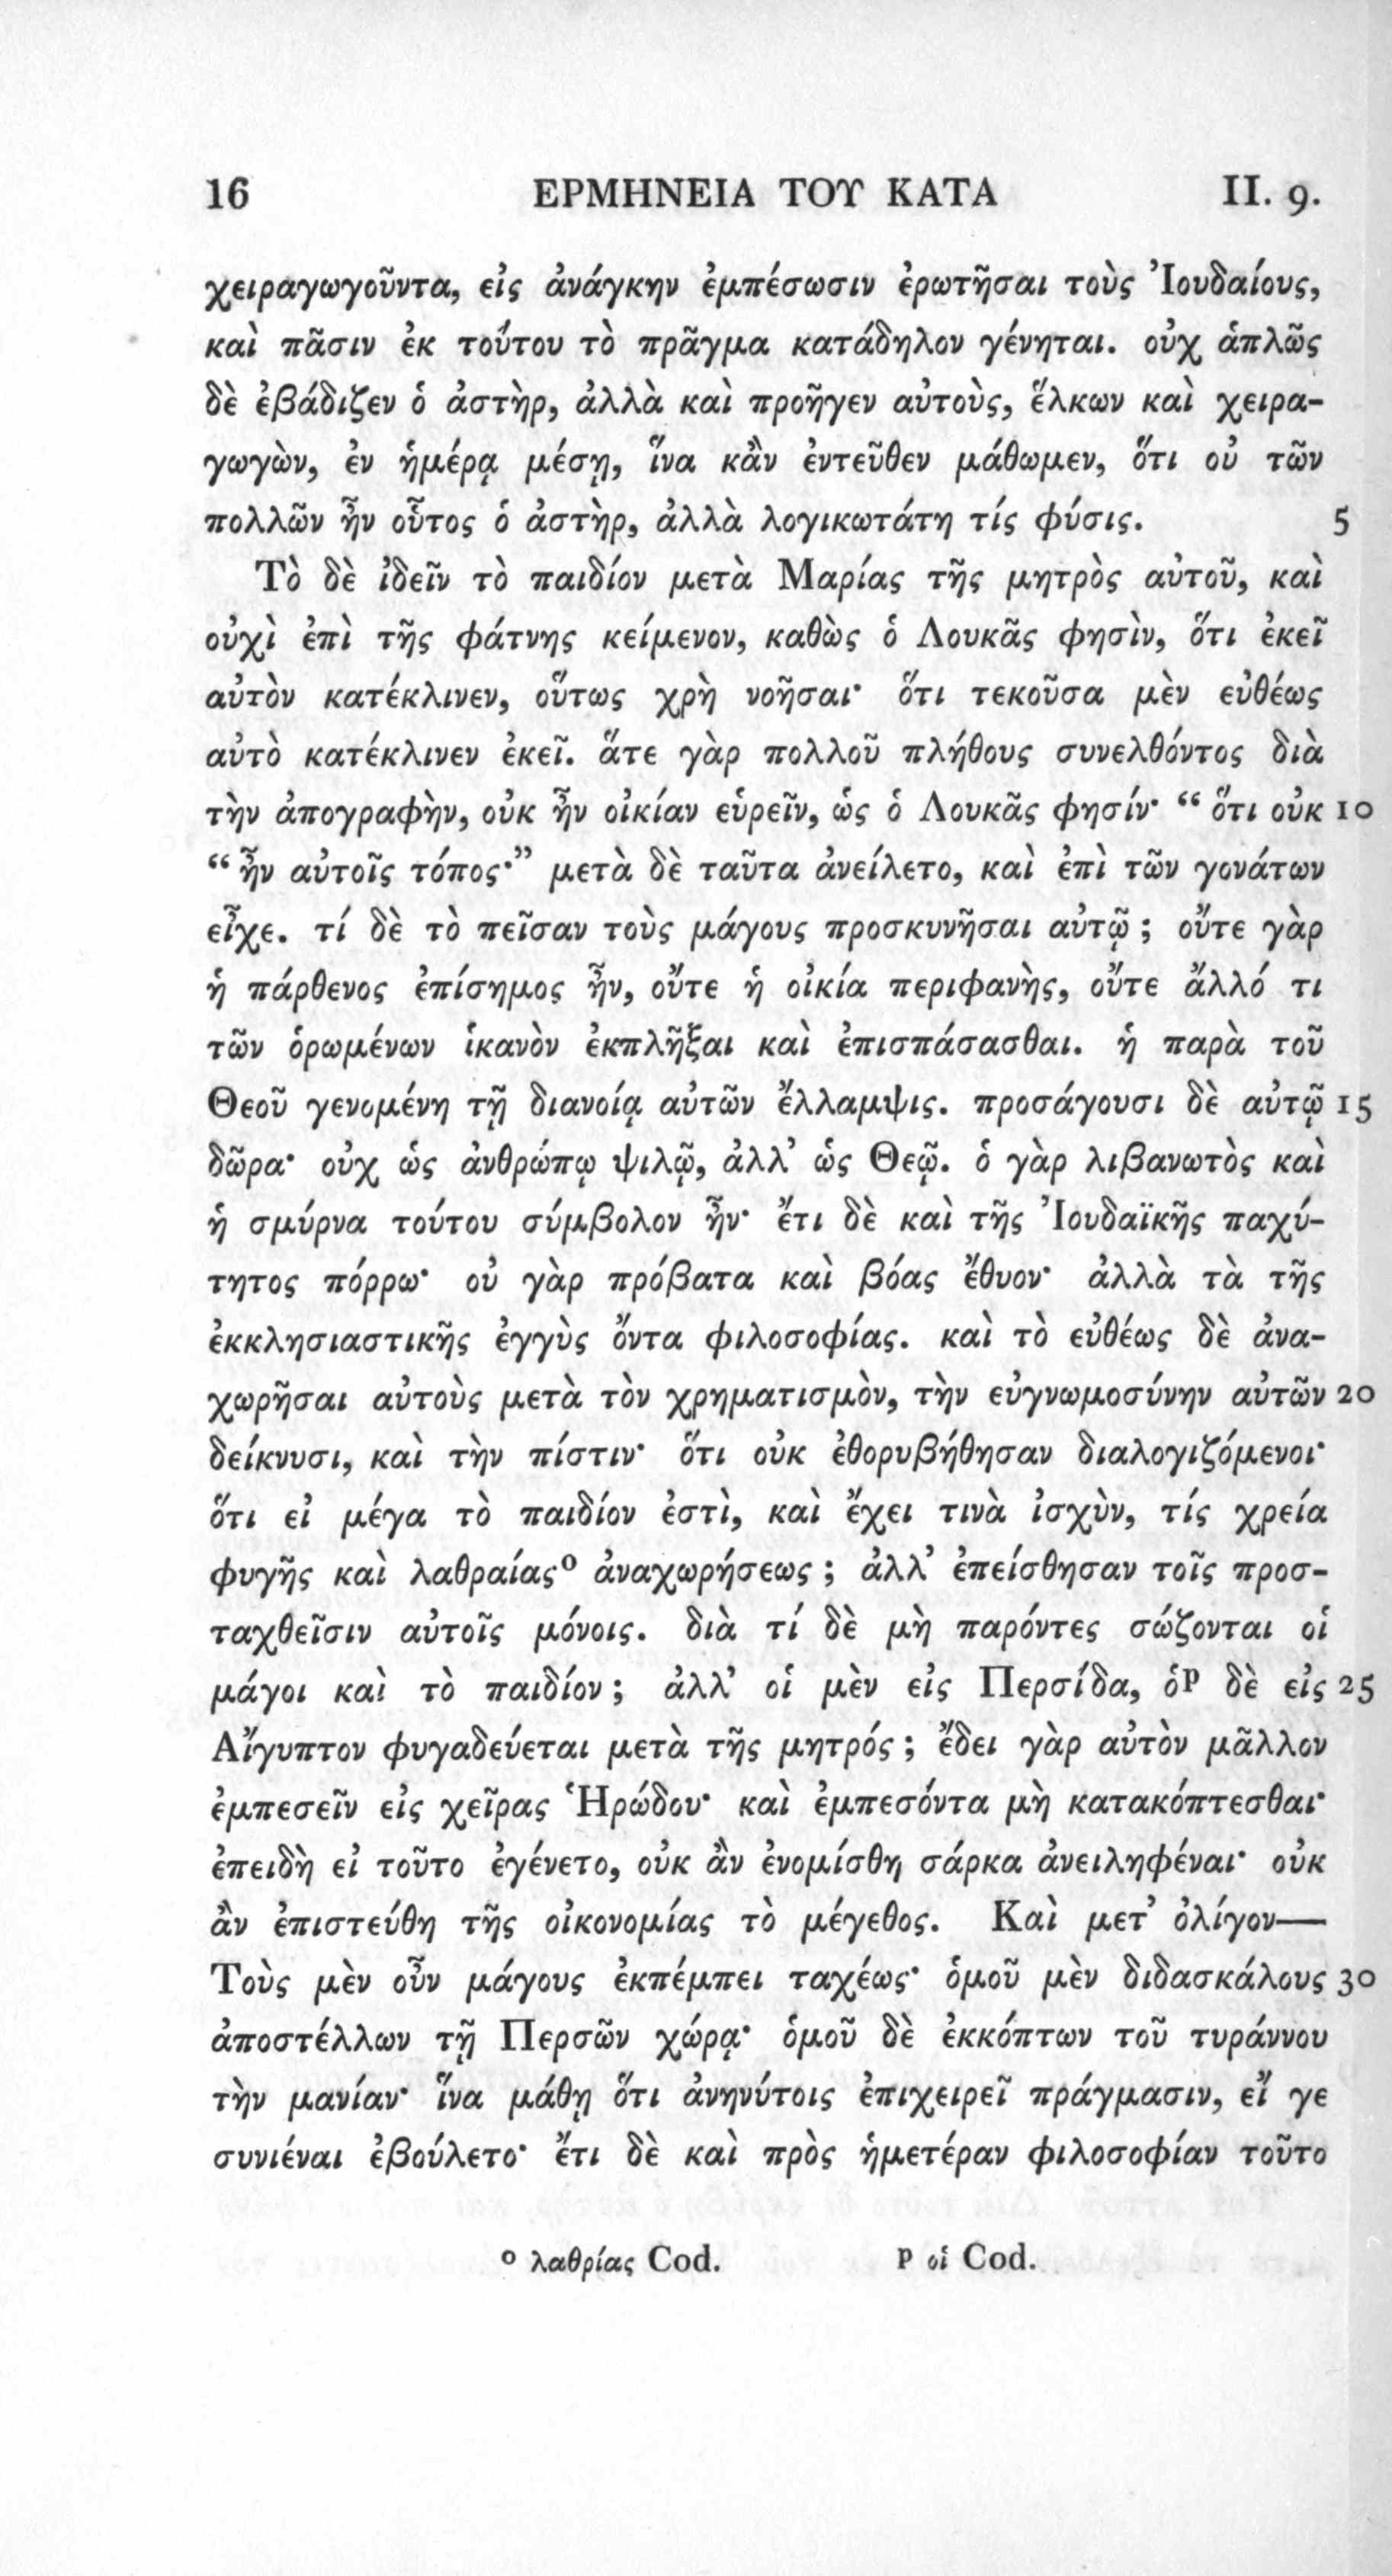 16 ΕΡΜΗΝΕΙΑ ΤΟΥ ΚΑΤΑ II. 9.
χειραγωγοῦντα, εἰς ἀνάγκην ἐμπέσωσιν ἐρωτῆσαι τοὺς Ἰουδαίους,
καὶ πᾶσιν ἐκ τούτου τὸ πρᾶγμα κατάδηλον γένηται. οὐχ ἁπλῶς
δὲ ἐβάδιζεν ὁ ἀστὴρ, ἀλλὰ καὶ προῆγεν αὐτοὺς, ἕλκων καὶ χειρα-
γωγὼν, ἐν ἡμέρᾳ μέσῃ, ἵνα κἂν ἐντεῦθεν μάθωμεν, ὅτι οὐ τῶν
πολλῶν ἦν οὗτος ὁ ἀστὴρ, ἀλλὰ λογικωτάτη τίς φύσις. 5
Τὸ δὲ ἰδεῖν τὸ παιδίον μετὰ Μαρίας τῆς μητρὸς αὐτοῦ, καὶ
οὐχὶ ἐπὶ τῆς φάτνης κείμενον, καθὼς ὁ Λουκᾶς φησὶν, ὅτι ἐκεῖ
αὐτὸν κατέκλινεν, οὕτως χρὴ νοῆσαι· ὅτι τεκοῦσα μὲν εὐθέως
αὐτὸ κατέκλινεν ἐκεῖ. ἅτε γὰρ πολλοῦ πλήθους συνελθόντος διὰ
τὴν ἀπογραφὴν, οὐκ ἦν οἰκίαν εὑρεῖν, ὡς ὁ Λουκᾶς φησίν· “ ὅτι οὐκ 10
“ ἦν αὐτοῖς τόπος·” μετὰ δὲ ταῦτα ἀνείλετο, καὶ ἐπὶ τῶν γονάτων
εἶχε. τί δὲ τὸ πεῖσαν τοὺς μάγους προσκυνῆσαι αὐτῷ ; οὔτε γὰρ
ἡ πάρθενος ἐπίσημος ἦν, οὔτε ἡ οἰκία περιφανὴς, οὔτε ἄλλό τι
τῶν ὁρωμένων ἱκανὸν ἐκπλῆξαι καὶ ἐπισπάσασθαι. ἡ παρὰ τοῦ
Θεοῦ γενομένη τῇ διανοίᾳ αὐτῶν ἔλλαμψις. προσάγουσι δὲ αὐτῷ 15
δῶρα· οὐχ ὡς ἀνθρώπῳ ψιλῷ, ἀλλ’ ὡς Θεῷ. ὁ γὰρ λιβανωτὸς καὶ
ἡ σμύρνα τούτου σύμβολον ἦν· ἔτι δὲ καὶ τῆς Ἰουδαϊκῆς παχύ-
τητος πόρρω· οὐ γὰρ πρόβατα καὶ βόας ἔθυον· ἀλλὰ τὰ τῆς
ἐκκλησιαστικῆς ἐγγὺς ὄντα φιλοσοφίας. καὶ τὸ εὐθέως δὲ ἀνα-
χωρῆσαι αὐτοὺς μετὰ τὸν χρηματισμὸν, τὴν εὐγνωμοσύνην αὐτῶν 20
δείκνυσι, καὶ τὴν πίστιν· ὅτι οὐκ ἐθορυβήθησαν διαλογιζόμενοι·
ὅτι εἰ μέγα τὸ παιδίον ἐστὶ, καὶ ἔχει τινὰ ἰσχὺν, τίς χρεία
φυγῆς καὶ λαθραίαςº ἀναχωρήσεως ; ἀλλ’ ἐπείσθησαν τοῖς προσ-
ταχθεῖσιν αὐτοῖς μόνοις. διὰ τί δὲ μὴ παρόντες σώζονται οἱ
μάγοι καὶ τὸ παιδίον ; ἀλλ’ οἱ μὲν εἰς Περσίδα, ὁᵖ δὲ εἰς 25
Αἴγυπτον φυγαδεύεται μετὰ τῆς μητρός ; ἔδει γὰρ αὐτὸν μᾶλλον
ἐμπεσεῖν εἰς χεῖρας Ἡρώδου· καὶ ἐμπεσόντα μὴ κατακόπτεσθαι·
ἐπειδὴ εἰ τοῦτο ἐγένετο, οὐκ ἂν ἐνομίσθη σάρκα ἀνειληφέναι· οὐκ
ἂν ἐπιστεύθη τῆς οἰκονομίας τὸ μέγεθος. Καὶ μετ’ ὀλίγον—
Τοὺς μὲν οὖν μάγους ἐκπέμπει ταχέως· ὁμοῦ μὲν διδασκάλους 30
ἀποστέλλων τῇ Περσῶν χώρᾳ· ὁμοῦ δὲ ἐκκόπτων τοῦ τυράννου
τὴν μανίαν· ἵνα μάθῃ ὅτι ἀνηνύτοις ἐπιχειρεῖ πράγμασιν, εἴ γε
συνιέναι ἐβούλετο· ἔτι δὲ καὶ πρὸς ἡμετέραν φιλοσοφίαν τοῦτο
º λαθρίας Cod. ᵖ οἱ Cod.